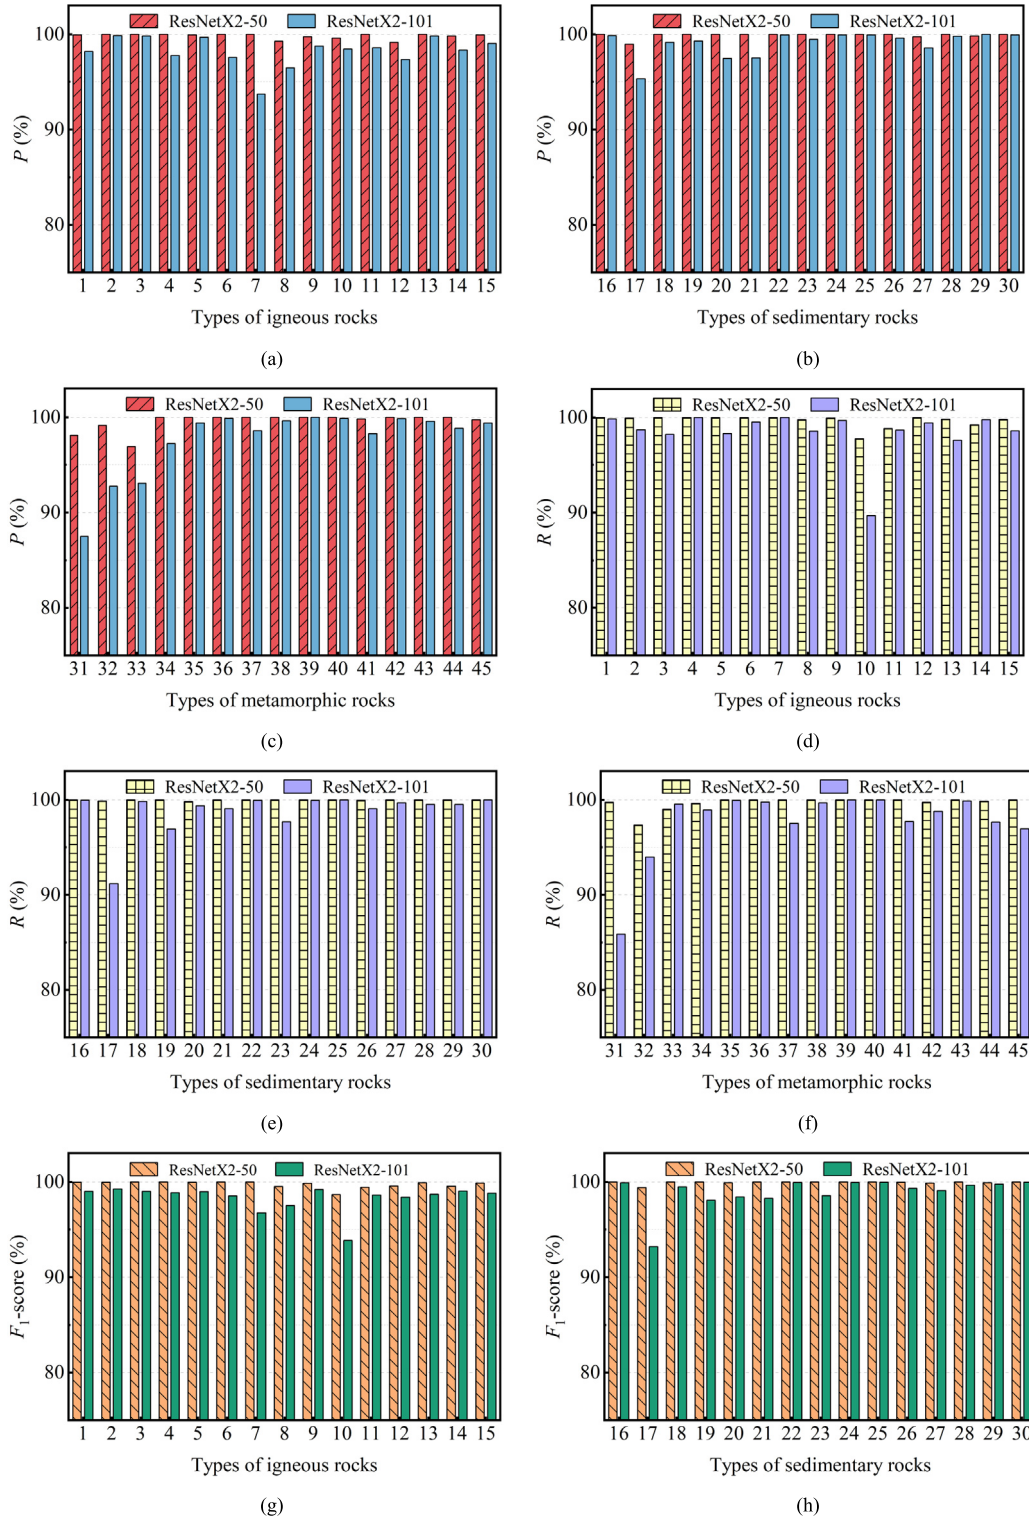 ResNetX2-50 ResNetX2-101
100
90
80
P (%)
1 2 3 4 5 6 7 8 9 10 11 12 13 14 15
Types of igneous rocks
(a)
ResNetX2-50 ResNetX2-101
100
90
80
P (%)
16 17 18 19 20 21 22 23 24 25 26 27 28 29 30
Types of sedimentary rocks
(b)
ResNetX2-50 ResNetX2-101
100
90
80
P (%)
31 32 33 34 35 36 37 38 39 40 41 42 43 44 45
Types of metamorphic rocks
(c)
ResNetX2-50 ResNetX2-101
100
90
80
R (%)
1 2 3 4 5 6 7 8 9 10 11 12 13 14 15
Types of igneous rocks
(d)
ResNetX2-50 ResNetX2-101
100
90
80
R (%)
16 17 18 19 20 21 22 23 24 25 26 27 28 29 30
Types of sedimentary rocks
(e)
ResNetX2-50 ResNetX2-101
100
90
80
R (%)
31 32 33 34 35 36 37 38 39 40 41 42 43 44 45
Types of metamorphic rocks
(f)
ResNetX2-50 ResNetX2-101
100
90
80
F₁-score (%)
1 2 3 4 5 6 7 8 9 10 11 12 13 14 15
Types of igneous rocks
(g)
ResNetX2-50 ResNetX2-101
100
90
80
F₁-score (%)
16 17 18 19 20 21 22 23 24 25 26 27 28 29 30
Types of sedimentary rocks
(h)